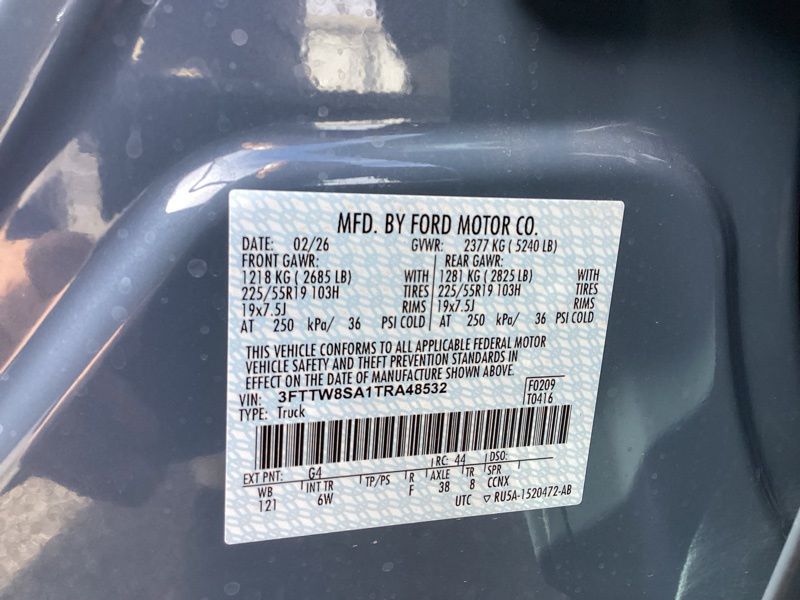 MFD. BY FORD MOTOR CO.
DATE: 02/26 GVWR: 2377 KG ( 5240 LB)
FRONT GAWR: REAR GAWR:
1218 KG ( 2685 LB) WITH 1281 KG ( 2825 LB) WITH
225/55R19 103H TIRES 225/55R19 103H TIRES
19x7.5J RIMS 19x7.5J RIMS
AT 250 kPa/ 36 PSI COLD AT 250 kPa/ 36 PSI COLD
THIS VEHICLE CONFORMS TO ALL APPLICABLE FEDERAL MOTOR
VEHICLE SAFETY AND THEFT PREVENTION STANDARDS IN
EFFECT ON THE DATE OF MANUFACTURE SHOWN ABOVE.
VIN: 3FTTW8SA1TRA48532 F0209
TYPE: Truck T0416
EXT PNT: G4 RC: 44 DSO:
WB INT TR TP/PS R AXLE TR SPR
121 6W F 38 8 CCNX
UTC ▽ RU5A-1520472-AB